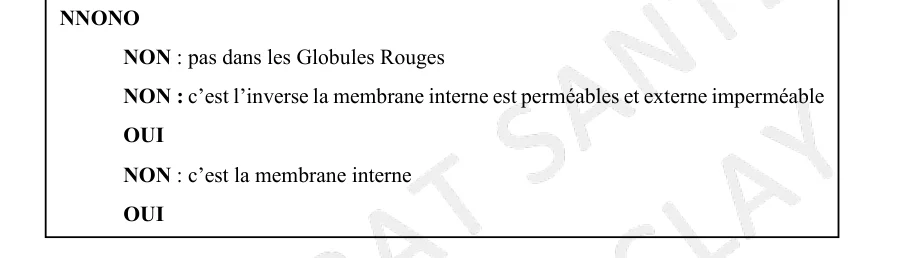 NNONO
NON : pas dans les Globules Rouges
NON : c’est l’inverse la membrane interne est perméables et externe imperméable
OUI
NON : c’est la membrane interne
OUI